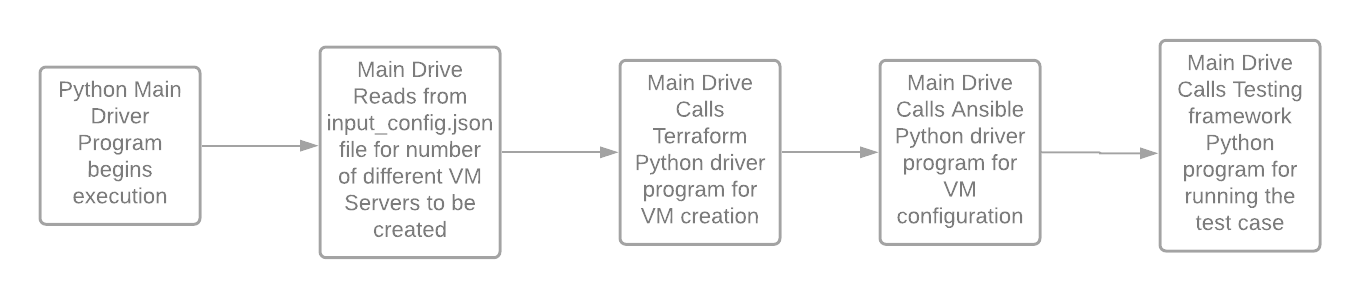 Python Main
Driver
Program
begins
execution
Main Drive
Reads from
input_config.json
file for number
of different VM
Servers to be
created
Main Drive
Calls
Terraform
Python driver
program for
VM creation
Main Drive
Calls Ansible
Python driver
program for
VM
configuration
Main Drive
Calls Testing
framework
Python
program for
running the
test case